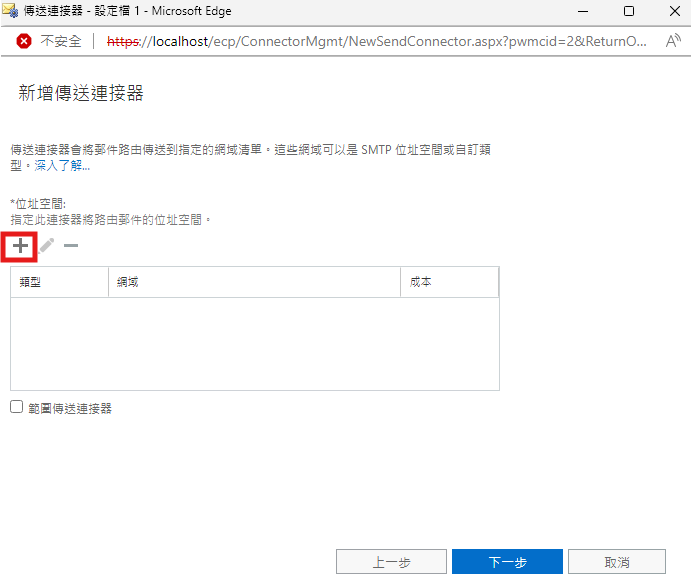 傳送連接器 - 設定檔 1 - Microsoft Edge
不安全 https://localhost/ecp/ConnectorMgmt/NewSendConnector.aspx?pwmcid=2&ReturnO...
新增傳送連接器
傳送連接器會將郵件路由傳送到指定的網域清單。這些網域可以是 SMTP 位址空間或自訂類
型。深入了解...
*位址空間:
指定此連接器將路由郵件的位址空間。
類型 網域 成本
範圍傳送連接器
上一步 下一步 取消